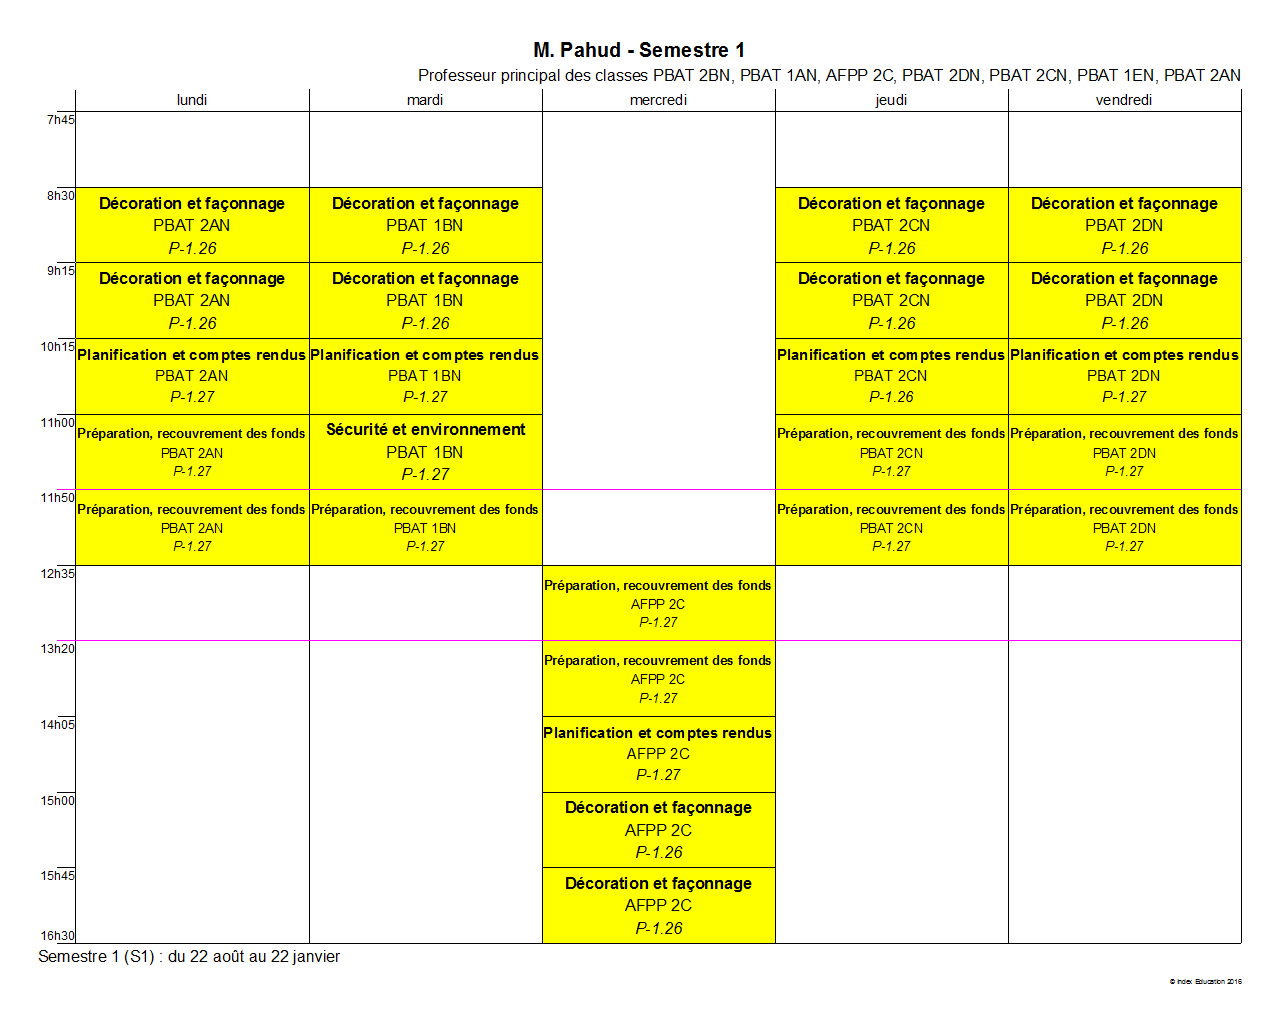 M. Pahud - Semestre 1
Professeur principal des classes PBAT 2BN, PBAT 1AN, AFPP 2C, PBAT 2DN, PBAT 2CN, PBAT 1EN, PBAT 2AN
lundi mardi mercredi jeudi vendredi
7h45
8h30
Décoration et façonnage Décoration et façonnage Décoration et façonnage Décoration et façonnage
PBAT 2AN PBAT 1BN PBAT 2CN PBAT 2DN
P-1.26 P-1.26 P-1.26 P-1.26
9h15
Décoration et façonnage Décoration et façonnage Décoration et façonnage Décoration et façonnage
PBAT 2AN PBAT 1BN PBAT 2CN PBAT 2DN
P-1.26 P-1.26 P-1.26 P-1.26
10h15
Planification et comptes rendus Planification et comptes rendus Planification et comptes rendus Planification et comptes rendus
PBAT 2AN PBAT 1BN PBAT 2CN PBAT 2DN
P-1.27 P-1.27 P-1.26 P-1.27
11h00
Préparation, recouvrement des fonds Sécurité et environnement Préparation, recouvrement des fonds Préparation, recouvrement des fonds
PBAT 2AN PBAT 1BN PBAT 2CN PBAT 2DN
P-1.27 P-1.27 P-1.27 P-1.27
11h50
Préparation, recouvrement des fonds Préparation, recouvrement des fonds Préparation, recouvrement des fonds Préparation, recouvrement des fonds
PBAT 2AN PBAT 1BN PBAT 2CN PBAT 2DN
P-1.27 P-1.27 P-1.27 P-1.27
12h35
Préparation, recouvrement des fonds
AFPP 2C
P-1.27
13h20
Préparation, recouvrement des fonds
AFPP 2C
P-1.27
14h05
Planification et comptes rendus
AFPP 2C
P-1.27
15h00
Décoration et façonnage
AFPP 2C
P-1.26
15h45
Décoration et façonnage
AFPP 2C
P-1.26
16h30
Semestre 1 (S1) : du 22 août au 22 janvier
© Index Education 2016